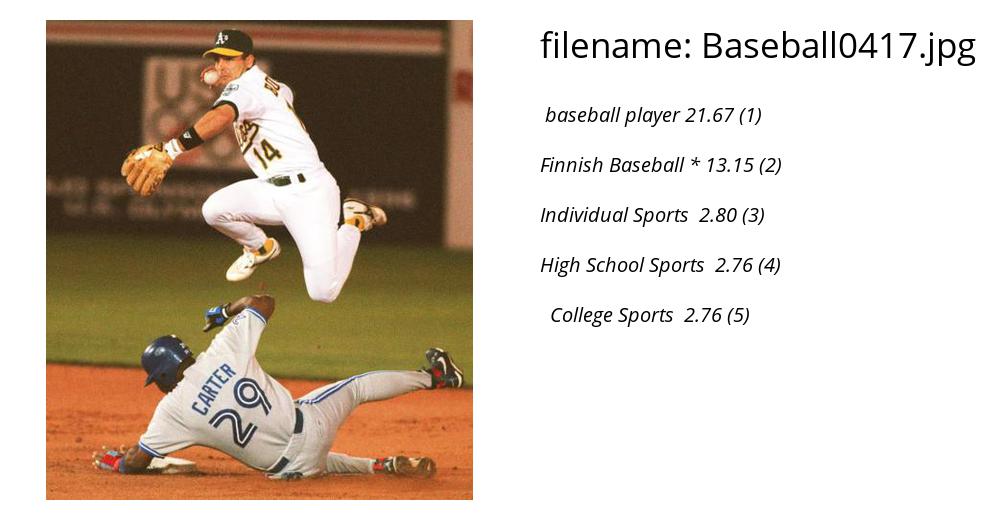 filename: Baseball0417.jpg
baseball player 21.67 (1)
Finnish Baseball * 13.15 (2)
Individual Sports 2.80 (3)
High School Sports 2.76 (4)
College Sports 2.76 (5)
A's
14
CARTER
29